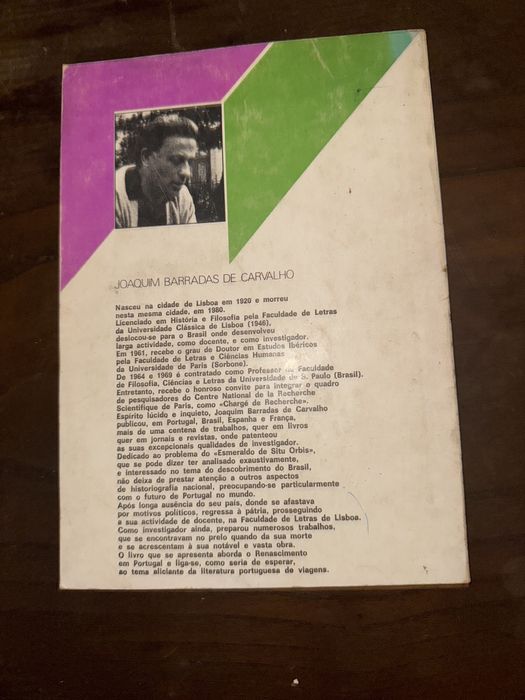 JOAQUIM BARRADAS DE CARVALHO
Nasceu na cidade de Lisboa em 1920 e morreu
nesta mesma cidade, em 1980.
Licenciado em História e Filosofia pela Faculdade de Letras
da Universidade Clássica de Lisboa (1946),
deslocou-se para o Brasil onde desenvolveu
larga actividade, como docente, e como investigador.
Em 1961, recebe o grau de Doutor em Estudos Ibéricos
pela Faculdade de Letras e Ciências Humanas
da Universidade de Paris (Sorbone).
De 1964 e 1969 é contratado como Professor da Faculdade
de Filosofia, Ciências e Letras da Universidade de S. Paulo (Brasil).
Entretanto, recebe o honroso convite para integrar o quadro
de pesquisadores do Centre National de la Recherche
Scientifique de Paris, como «Chargé de Recherche».
Espírito lúcido e inquieto, Joaquim Barradas de Carvalho
publicou, em Portugal, Brasil, Espanha e França,
mais de uma centena de trabalhos, quer em livros
quer em jornais e revistas, onde patenteou
as suas excepcionais qualidades de investigador.
Dedicado ao problema do «Esmeraldo de Situ Orbis»,
que se pode dizer ter analisado exaustivamente,
e interessado no tema do descobrimento do Brasil,
não deixa de prestar atenção a outros aspectos
de historiografia nacional, preocupando-se particularmente
com o futuro de Portugal no mundo.
Após longa ausência do seu país, donde se afastava
por motivos políticos, regressa à pátria, prosseguindo
a sua actividade de docente, na Faculdade de Letras de Lisboa.
Como investigador ainda, preparou numerosos trabalhos,
que se encontravam no prelo quando da sua morte
e se acrescentam à sua notável e vasta obra.
O livro que se apresenta aborda o Renascimento
em Portugal e liga-se, como seria de esperar,
ao tema aliciante da literatura portuguesa de viagens.